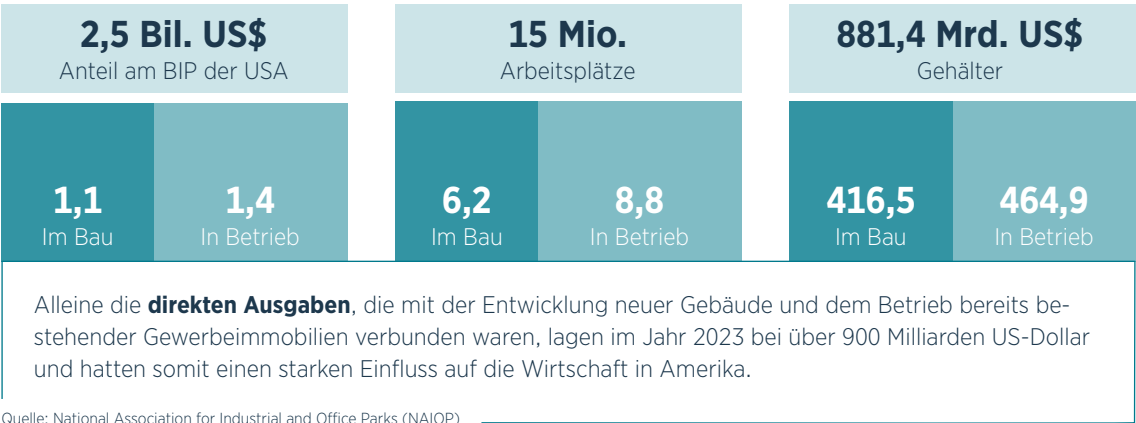 2,5 Bil. US$
Anteil am BIP der USA
1,1
Im Bau
1,4
In Betrieb
15 Mio.
Arbeitsplätze
6,2
Im Bau
8,8
In Betrieb
881,4 Mrd. US$
Gehälter
416,5
Im Bau
464,9
In Betrieb
Alleine die direkten Ausgaben, die mit der Entwicklung neuer Gebäude und dem Betrieb bereits be-
stehender Gewerbeimmobilien verbunden waren, lagen im Jahr 2023 bei über 900 Milliarden US-Dollar
und hatten somit einen starken Einfluss auf die Wirtschaft in Amerika.
Quelle: National Association for Industrial and Office Parks (NAIOP)